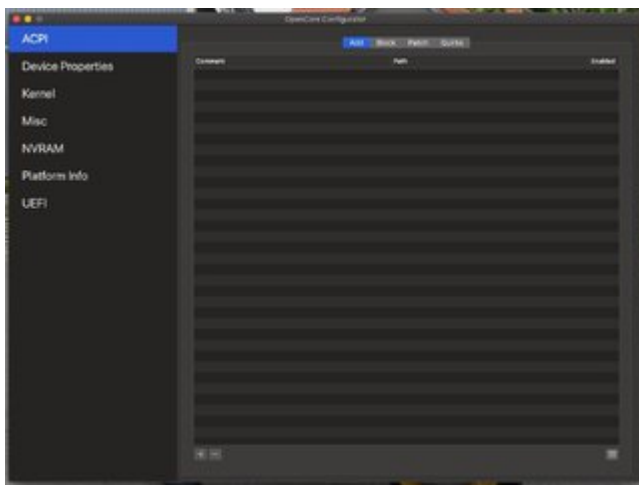 OpenCore Configurator
ACPI
Device Properties
Kernel
Misc
NVRAM
Platform Info
UEFI
Add Block Patch Quirks
Comment Path Enabled